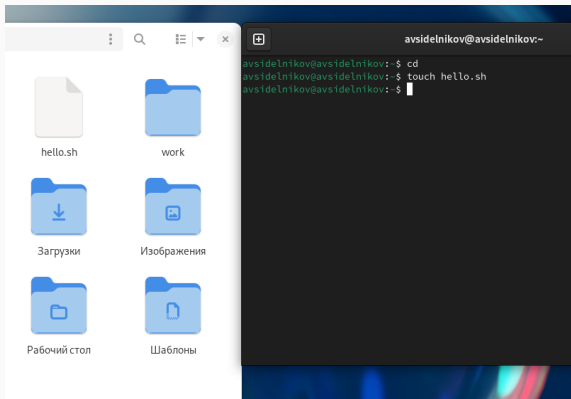 hello.sh
work
Загрузки
Изображения
Рабочий стол
Шаблоны
avsidelnikov@avsidelnikov:~
avsidelnikov@avsidelnikov:~$ cd
avsidelnikov@avsidelnikov:~$ touch hello.sh
avsidelnikov@avsidelnikov:~$